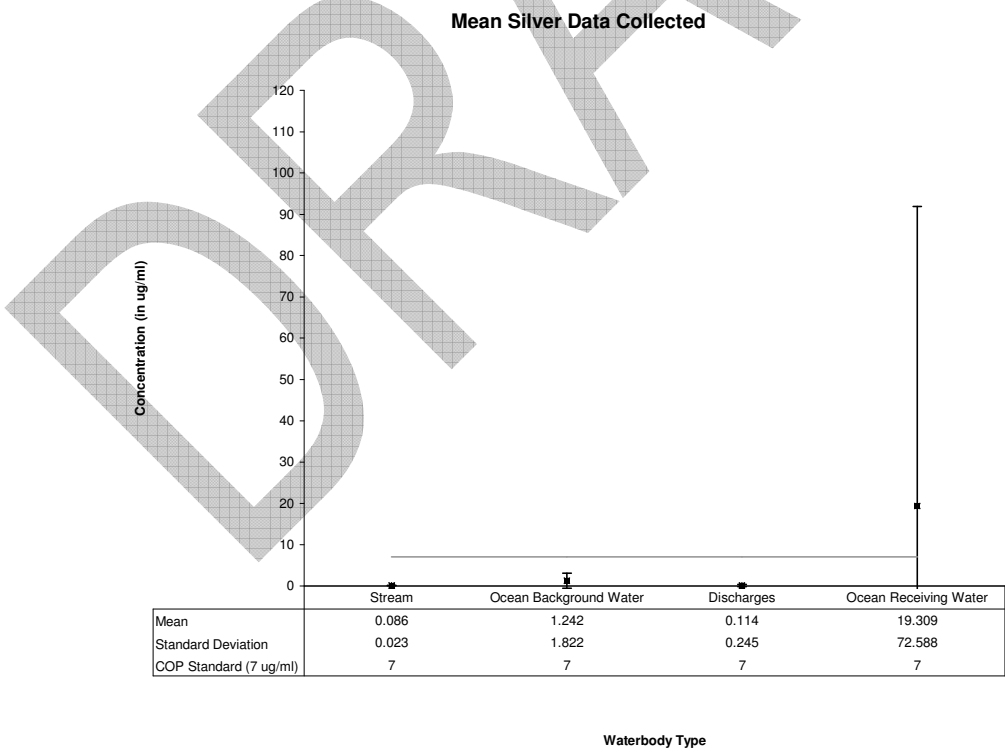 Mean Silver Data Collected
120
110
100
90
80
70
60
50
40
30
20
10
0
Concentration (in ug/ml)
Stream Ocean Background Water Discharges Ocean Receiving Water
Mean 0.086 1.242 0.114 19.309
Standard Deviation 0.023 1.822 0.245 72.588
COP Standard (7 ug/ml) 7 7 7 7
Waterbody Type
DRA